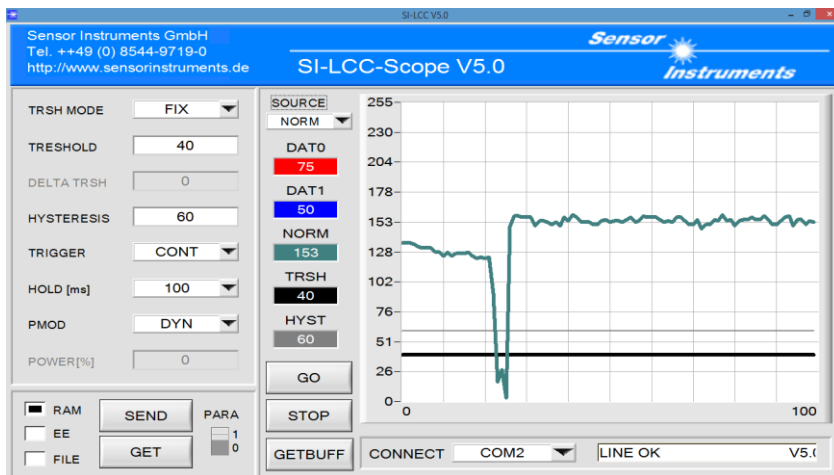 SI-LCC V5.0
Sensor Instruments GmbH
Tel. ++49 (0) 8544-9719-0
http://www.sensorinstruments.de
SI-LCC-Scope V5.0
Sensor
Instruments
TRSH MODE FIX
TRESHOLD 40
DELTA TRSH 0
HYSTERESIS 60
TRIGGER CONT
HOLD [ms] 100
PMOD DYN
POWER[%] 0
RAM
EE
FILE
SEND
GET
PARA
1
0
SOURCE
NORM
DAT0
75
DAT1
50
NORM
153
TRSH
40
HYST
60
GO
STOP
GETBUFF
255
230
204
178
153
128
102
76
51
26
0
0 100
CONNECT COM2 LINE OK V5.(